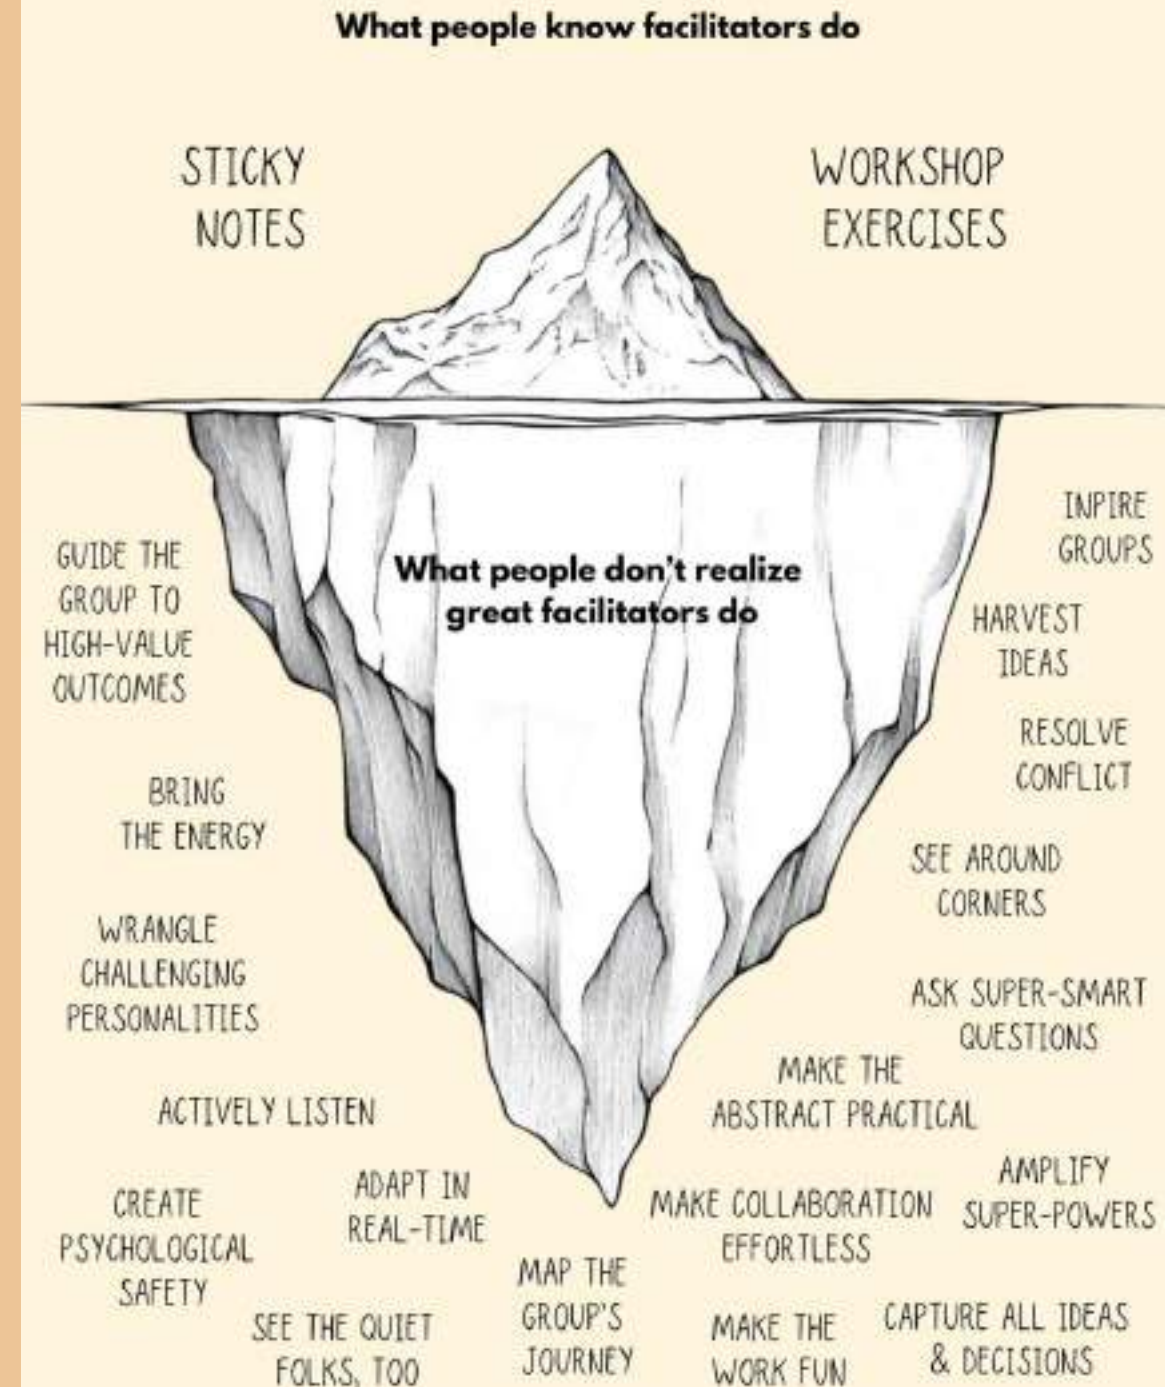 What people know facilitators do
STICKY
NOTES
WORKSHOP
EXERCISES
What people don't realize
great facilitators do
GUIDE THE
GROUP TO
HIGH-VALUE
OUTCOMES
BRING
THE ENERGY
WRANGLE
CHALLENGING
PERSONALITIES
ACTIVELY LISTEN
CREATE
PSYCHOLOGICAL
SAFETY
ADAPT IN
REAL-TIME
SEE THE QUIET
FOLKS, TOO
MAP THE
GROUP'S
JOURNEY
INPIRE
GROUPS
HARVEST
IDEAS
RESOLVE
CONFLICT
SEE AROUND
CORNERS
ASK SUPER-SMART
QUESTIONS
MAKE THE
ABSTRACT PRACTICAL
AMPLIFY
SUPER-POWERS
MAKE COLLABORATION
EFFORTLESS
MAKE THE
WORK FUN
CAPTURE ALL IDEAS
& DECISIONS